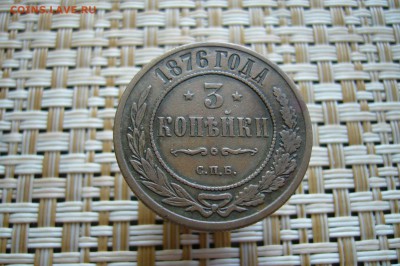 COINS.LAVE.RU
1876 ГОДА
* 3 *
КОПѢЙКИ
С.П.Б.